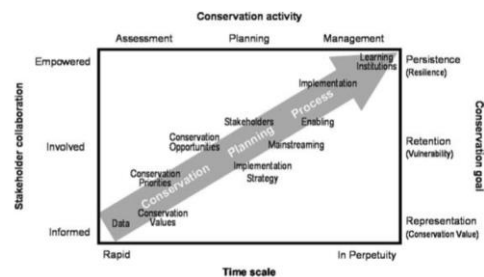 Conservation activity
Assessment Planning Management
Empowered
Learning
Institutions
Persistence
(Resilience)
Implementation
Stakeholders
Enabling
Stakeholder collaboration
Involved
Conservation
Opportunities
Mainstreaming
Retention
(Vulnerability)
Conservation goal
Implementation
Strategy
Conservation
Priorities
Conservation Planning Process
Data
Conservation
Values
Informed
Representation
(Conservation Value)
Rapid
In Perpetuity
Time scale